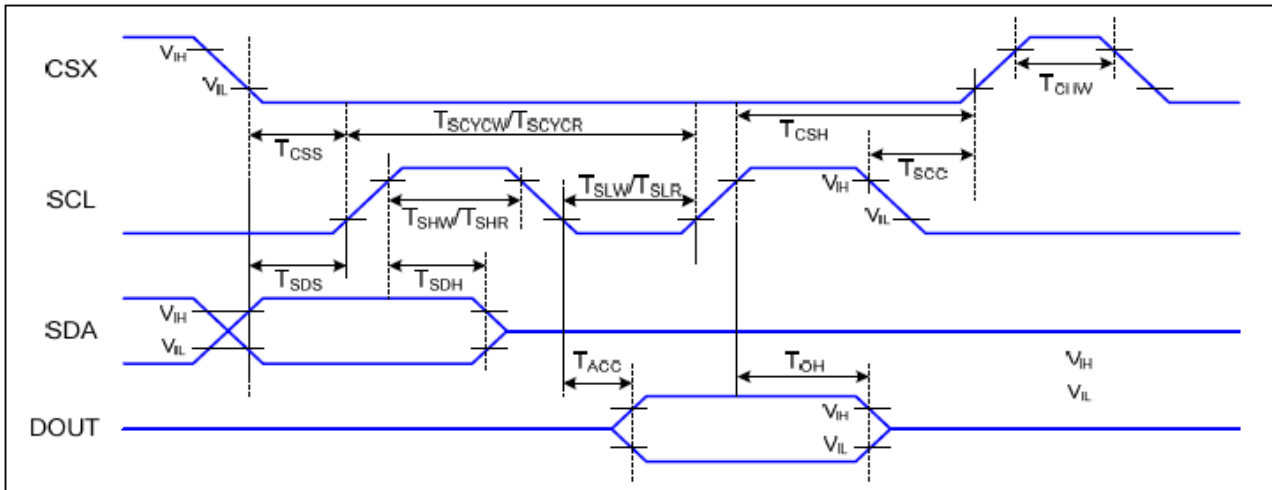 CSX
VIH
VIL
TCHW
TSCYCW/TSCYCR
TCSS
TCSH
TSCC
SCL
TSLW/TSLR
VIH
TSHW/TSHR
VIL
TSDS
TSDH
SDA
VIH
VIL
TACC
TOH
VIH
VIL
DOUT
VIH
VIL